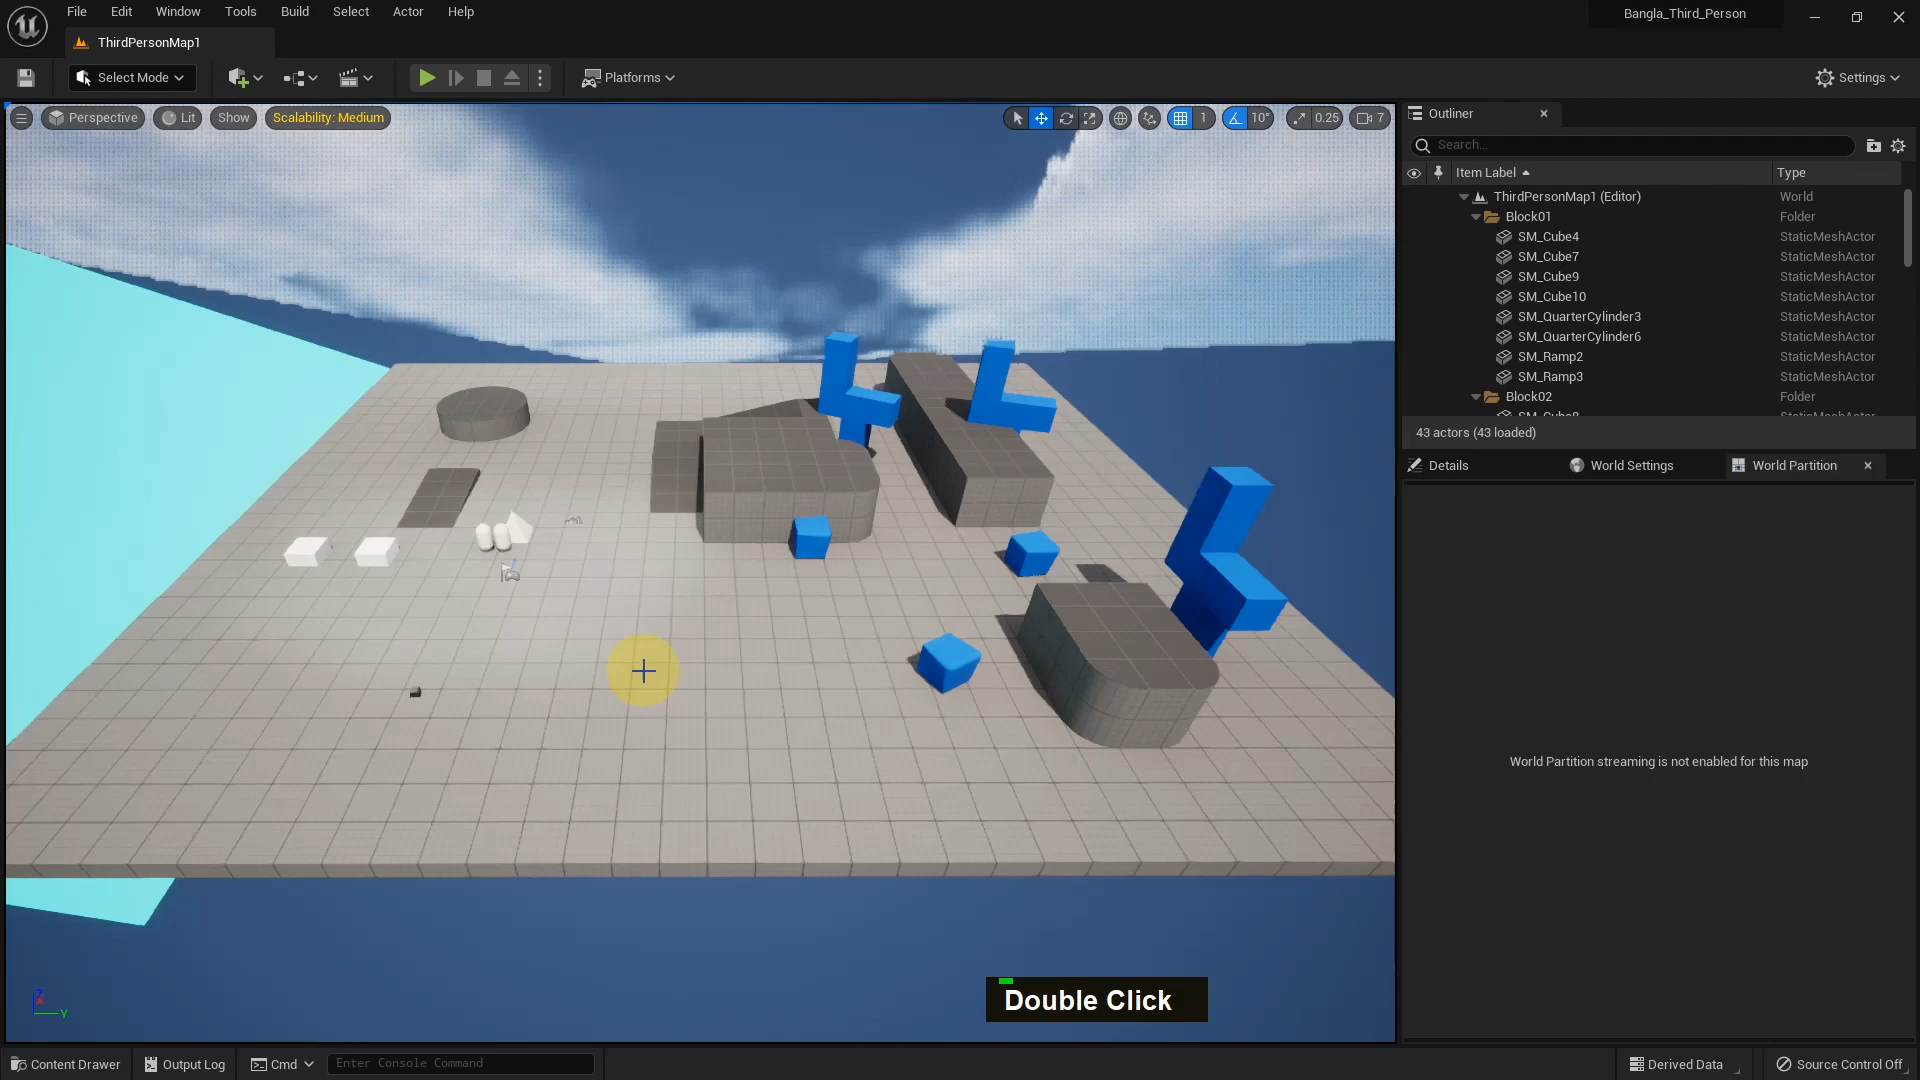 File Edit Window Tools Build Select Actor Help
Bangla_Third_Person
ThirdPersonMap1
Select Mode
Platforms
Settings
Perspective
Lit
Show
Scalability: Medium
1
10°
0.25
7
Outliner
Search...
Item Label
Type
ThirdPersonMap1 (Editor) World
Block01 Folder
SM_Cube4 StaticMeshActor
SM_Cube7 StaticMeshActor
SM_Cube9 StaticMeshActor
SM_Cube10 StaticMeshActor
SM_QuarterCylinder3 StaticMeshActor
SM_QuarterCylinder6 StaticMeshActor
SM_Ramp2 StaticMeshActor
SM_Ramp3 StaticMeshActor
Block02 Folder
SM_Cube8 StaticMeshActor
43 actors (43 loaded)
Details
World Settings
World Partition
World Partition streaming is not enabled for this map
Z
X
Y
Double Click
Content Drawer
Output Log
Cmd
Enter Console Command
Derived Data
Source Control Off